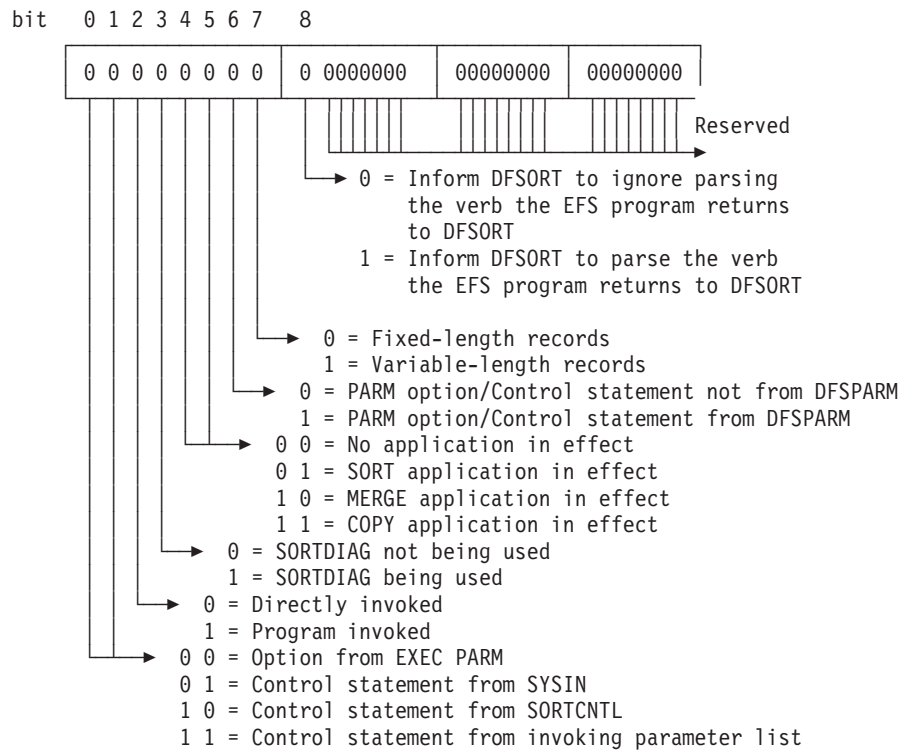 bit 0 1 2 3 4 5 6 7 8
0 0 0 0 0 0 0 0 0 0000000 00000000 00000000
Reserved
0 = Inform DFSORT to ignore parsing
the verb the EFS program returns
to DFSORT
1 = Inform DFSORT to parse the verb
the EFS program returns to DFSORT
0 = Fixed-length records
1 = Variable-length records
0 = PARM option/Control statement not from DFSPARM
1 = PARM option/Control statement from DFSPARM
0 0 = No application in effect
0 1 = SORT application in effect
1 0 = MERGE application in effect
1 1 = COPY application in effect
0 = SORTDIAG not being used
1 = SORTDIAG being used
0 = Directly invoked
1 = Program invoked
0 0 = Option from EXEC PARM
0 1 = Control statement from SYSIN
1 0 = Control statement from SORTCNTL
1 1 = Control statement from invoking parameter list